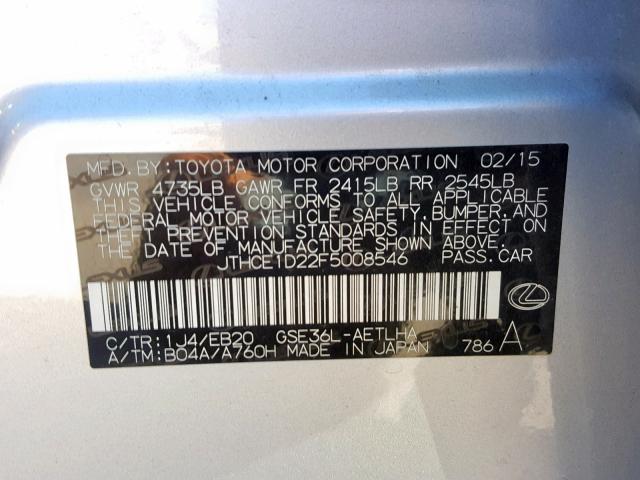 MFD.BY:TOYOTA MOTOR CORPORATION 02/15
GVWR 4735LB GAWR FR 2415LB RR 2545LB
THIS VEHICLE CONFORMS TO ALL APPLICABLE
FEDERAL MOTOR VEHICLE SAFETY,BUMPER,AND
THEFT PREVENTION STANDARDS IN EFFECT ON
THE DATE OF MANUFACTURE SHOWN ABOVE.
JTHCE1D22F5008546 PASS.CAR
C/TR:1J4/EB20 GSE36L-AETLHA
A/TM:B04A/A760H MADE IN JAPAN 786 A